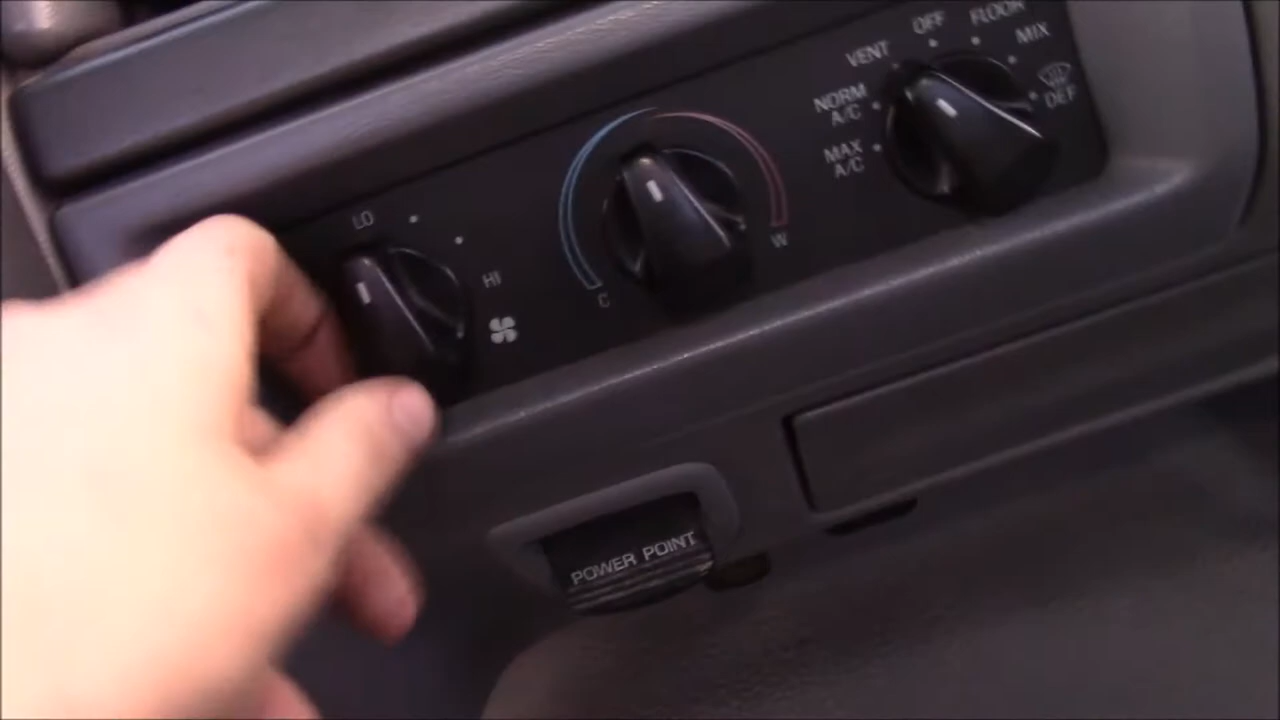 LO
HI
C
W
MAX
A/C
NORM
A/C
VENT
OFF
FLOOR
MIX
DEF
POWER POINT